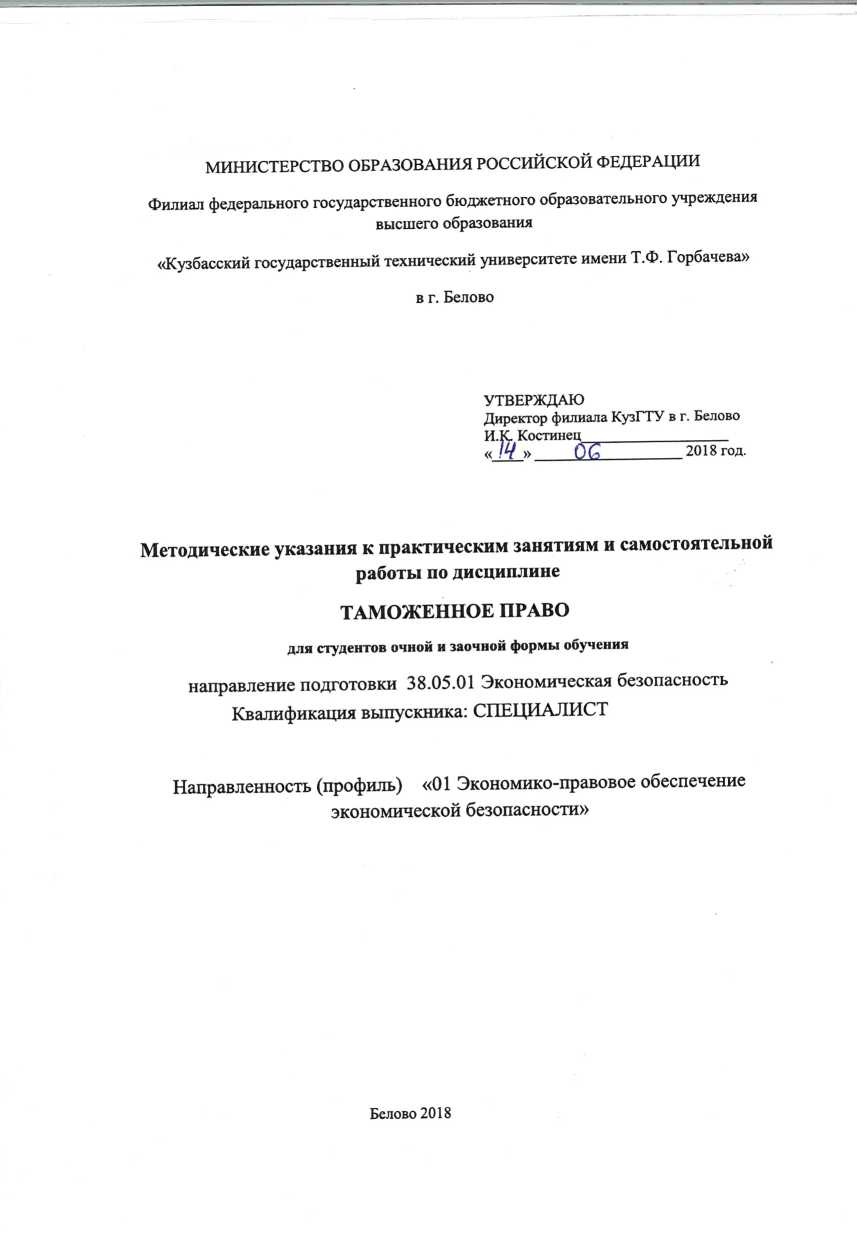 МИНИСТЕРСТВО ОБРАЗОВАНИЯ РОССИЙСКОЙ ФЕДЕРАЦИИ
Филиал федерального государственного бюджетного образовательного учреждения
высшего образования
«Кузбасский государственный технический университете имени Т.Ф. Горбачева»
в г. Белово
УТВЕРЖДАЮ
Директор филиала КузГТУ в г. Белово
И.К. Костинец____________________
«14» 06 2018 год.
Методические указания к практическим занятиям и самостоятельной
работы по дисциплине
ТАМОЖЕННОЕ ПРАВО
для студентов очной и заочной формы обучения
направление подготовки 38.05.01 Экономическая безопасность
Квалификация выпускника: СПЕЦИАЛИСТ
Направленность (профиль) «01 Экономико-правовое обеспечение
экономической безопасности»
Белово 2018